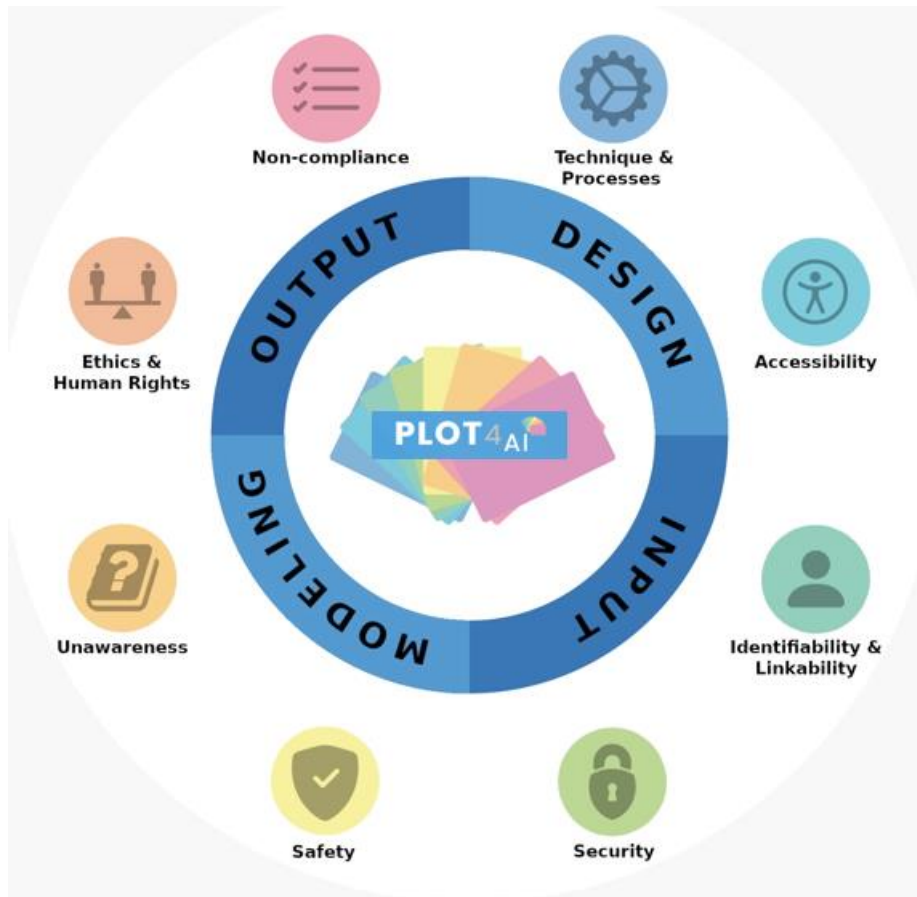 Non-compliance
Technique &
Processes
OUTPUT
DESIGN
Ethics &
Human Rights
Accessibility
PLOT4AI
MODELING
INPUT
?
Unawareness
Identifiability &
Linkability
Safety
Security